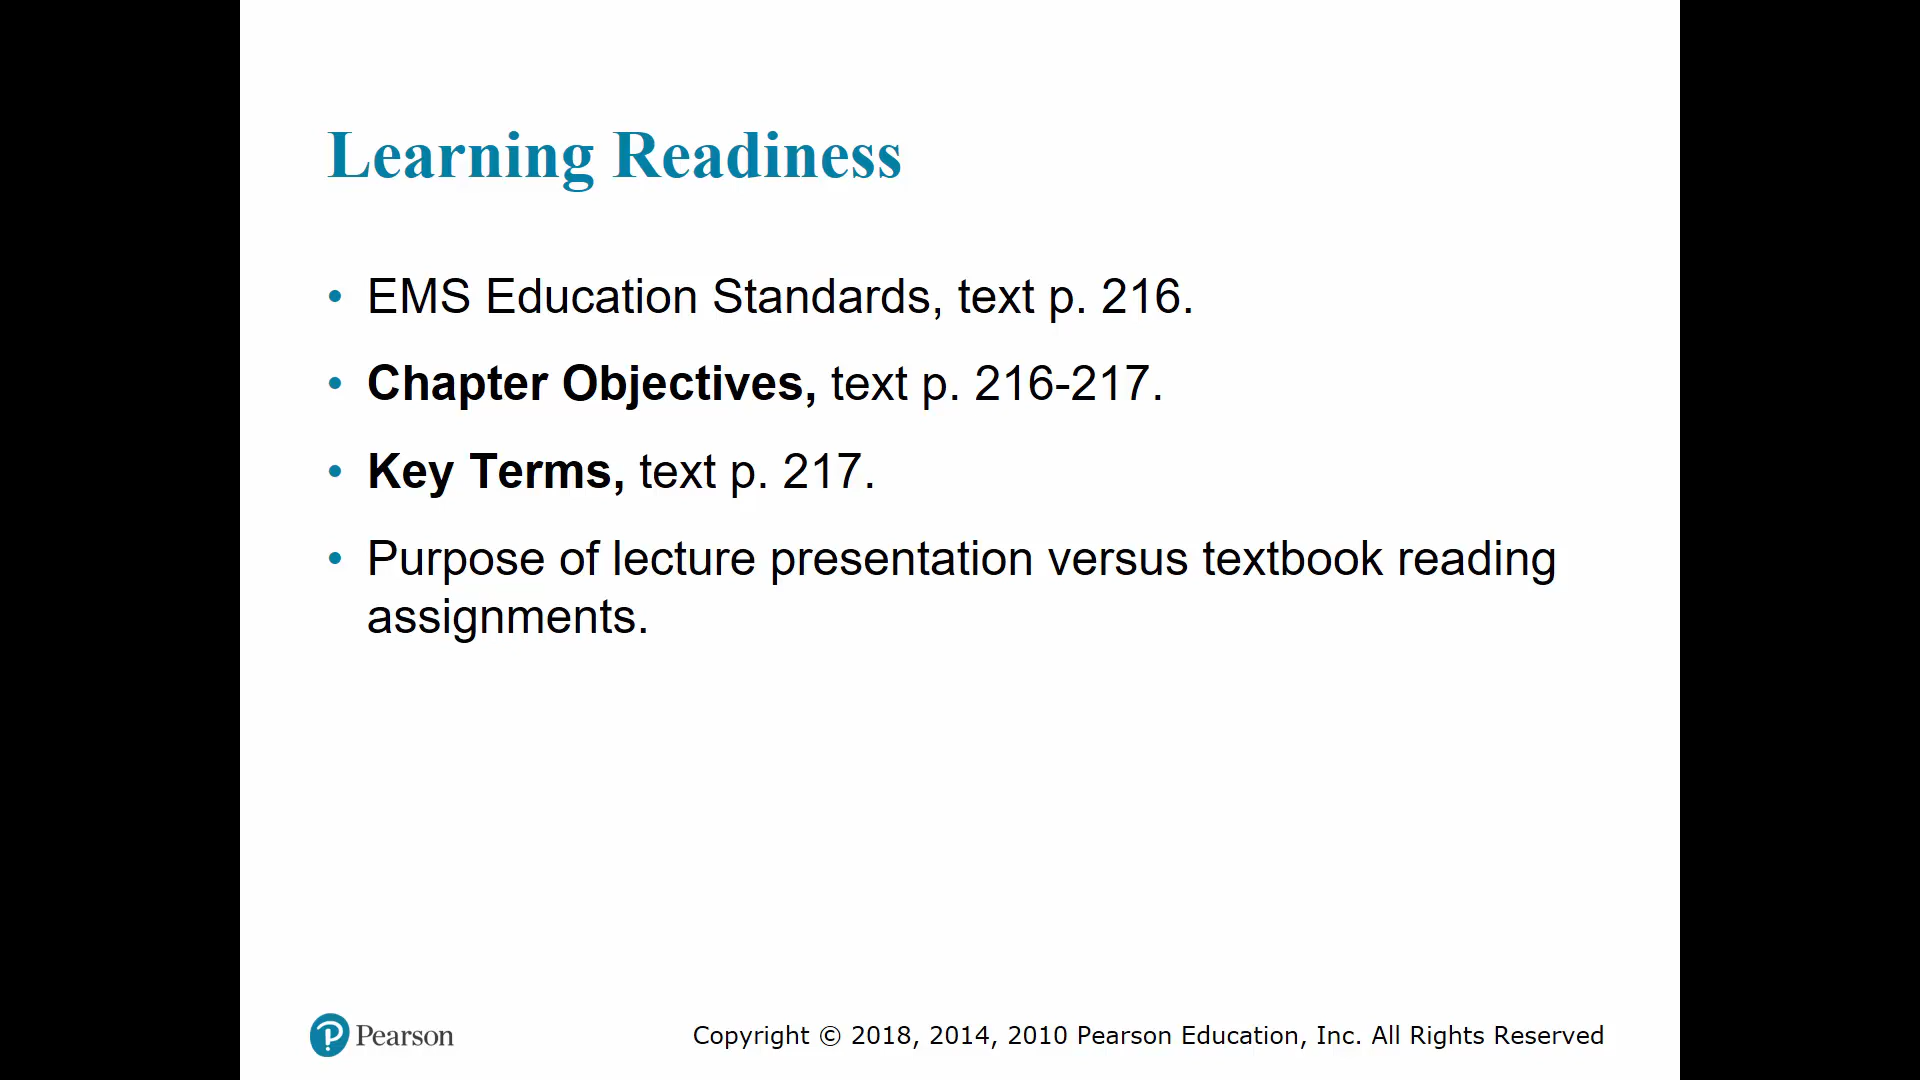 Learning Readiness
• EMS Education Standards, text p. 216.
• Chapter Objectives, text p. 216-217.
• Key Terms, text p. 217.
• Purpose of lecture presentation versus textbook reading
assignments.
Pearson
Copyright © 2018, 2014, 2010 Pearson Education, Inc. All Rights Reserved